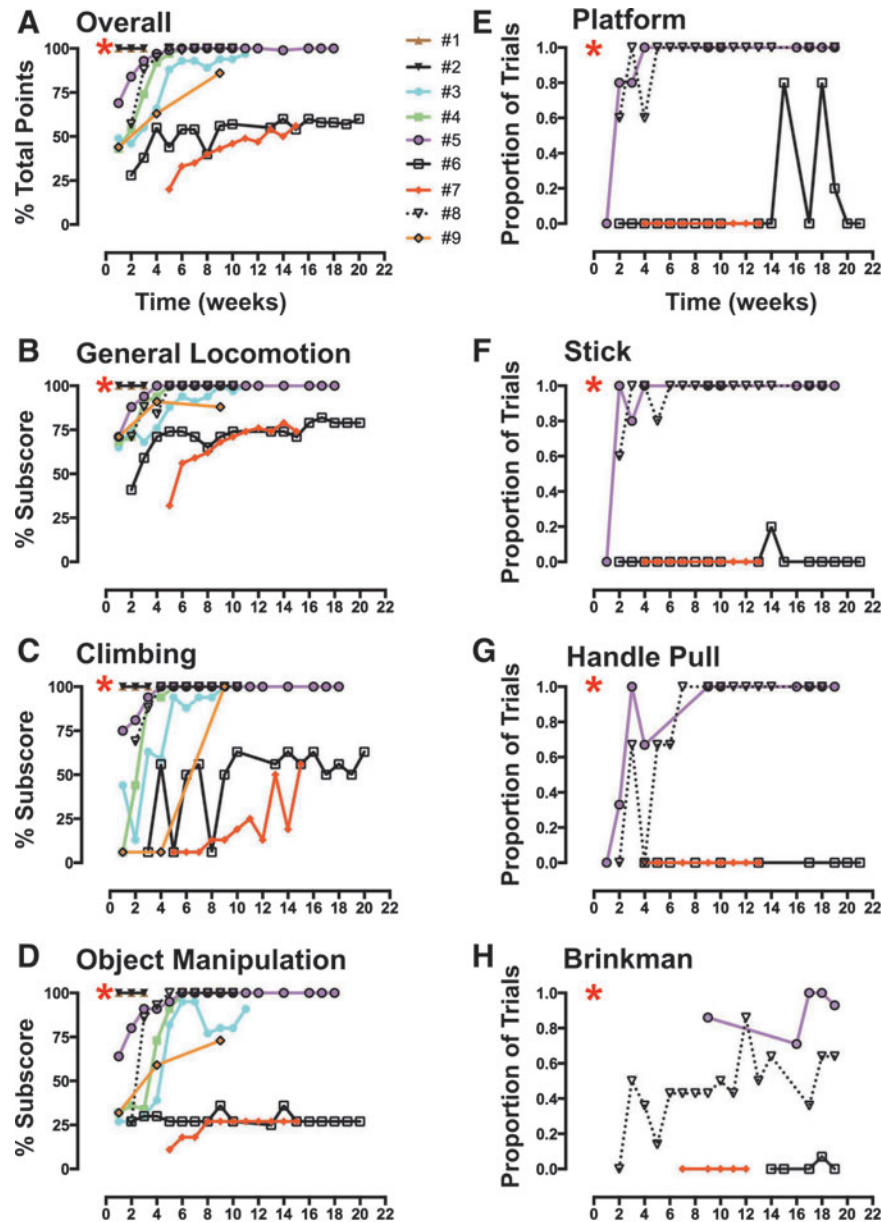 A Overall
*
100
75
50
25
0
% Total Points
0 2 4 6 8 10 12 14 16 18 20 22
Time (weeks)
#1
#2
#3
#4
#5
#6
#7
#8
#9
B General Locomotion
*
100
75
50
25
0
% Subscore
0 2 4 6 8 10 12 14 16 18 20 22
C Climbing
*
100
75
50
25
0
% Subscore
0 2 4 6 8 10 12 14 16 18 20 22
D Object Manipulation
*
100
75
50
25
0
% Subscore
0 2 4 6 8 10 12 14 16 18 20 22
E Platform
*
1.0
0.8
0.6
0.4
0.2
0.0
Proportion of Trials
0 2 4 6 8 10 12 14 16 18 20 22
Time (weeks)
F Stick
*
1.0
0.8
0.6
0.4
0.2
0.0
Proportion of Trials
0 2 4 6 8 10 12 14 16 18 20 22
G Handle Pull
*
1.0
0.8
0.6
0.4
0.2
0.0
Proportion of Trials
0 2 4 6 8 10 12 14 16 18 20 22
H Brinkman
*
1.0
0.8
0.6
0.4
0.2
0.0
Proportion of Trials
0 2 4 6 8 10 12 14 16 18 20 22